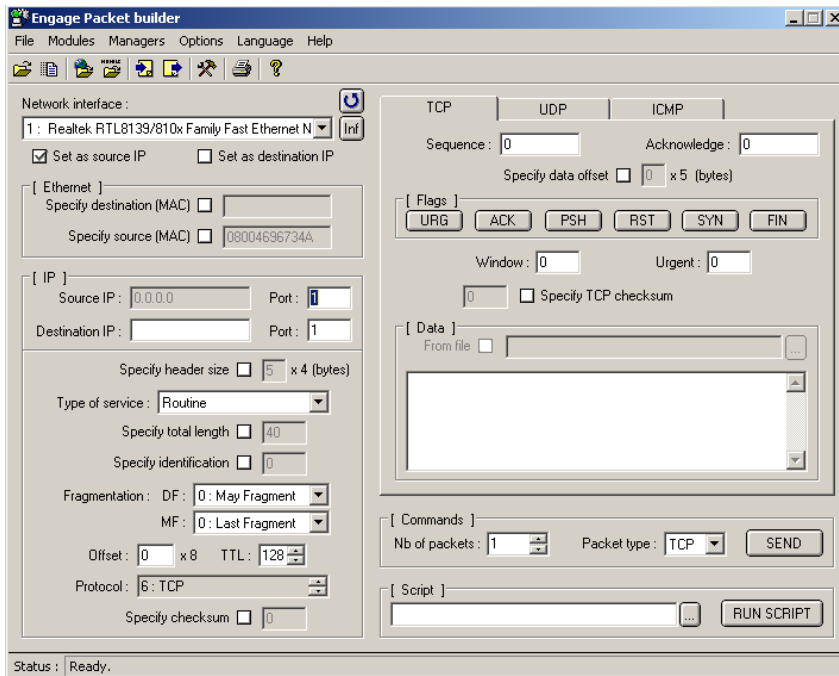 Engage Packet builder
File Modules Managers Options Language Help
Network interface :
1 : Realtek RTL8139/810x Family Fast Ethernet N
Inf
Set as source IP Set as destination IP
[ Ethernet ]
Specify destination (MAC)
Specify source (MAC) 08004696734A
[ IP ]
Source IP : 0.0.0.0 Port : 1
Destination IP : Port : 1
Specify header size 5 x 4 (bytes)
Type of service : Routine
Specify total length 40
Specify identification 0
Fragmentation : DF : 0 : May Fragment
MF : 0 : Last Fragment
Offset : 0 x 8 TTL : 128
Protocol : 6 : TCP
Specify checksum 0
TCP UDP ICMP
Sequence : 0 Acknowledge : 0
Specify data offset 0 x 5 (bytes)
[ Flags ]
URG ACK PSH RST SYN FIN
Window : 0 Urgent : 0
0 Specify TCP checksum
[ Data ]
From file ...
[ Commands ]
Nb of packets : 1 Packet type : TCP SEND
[ Script ]
... RUN SCRIPT
Status : Ready.